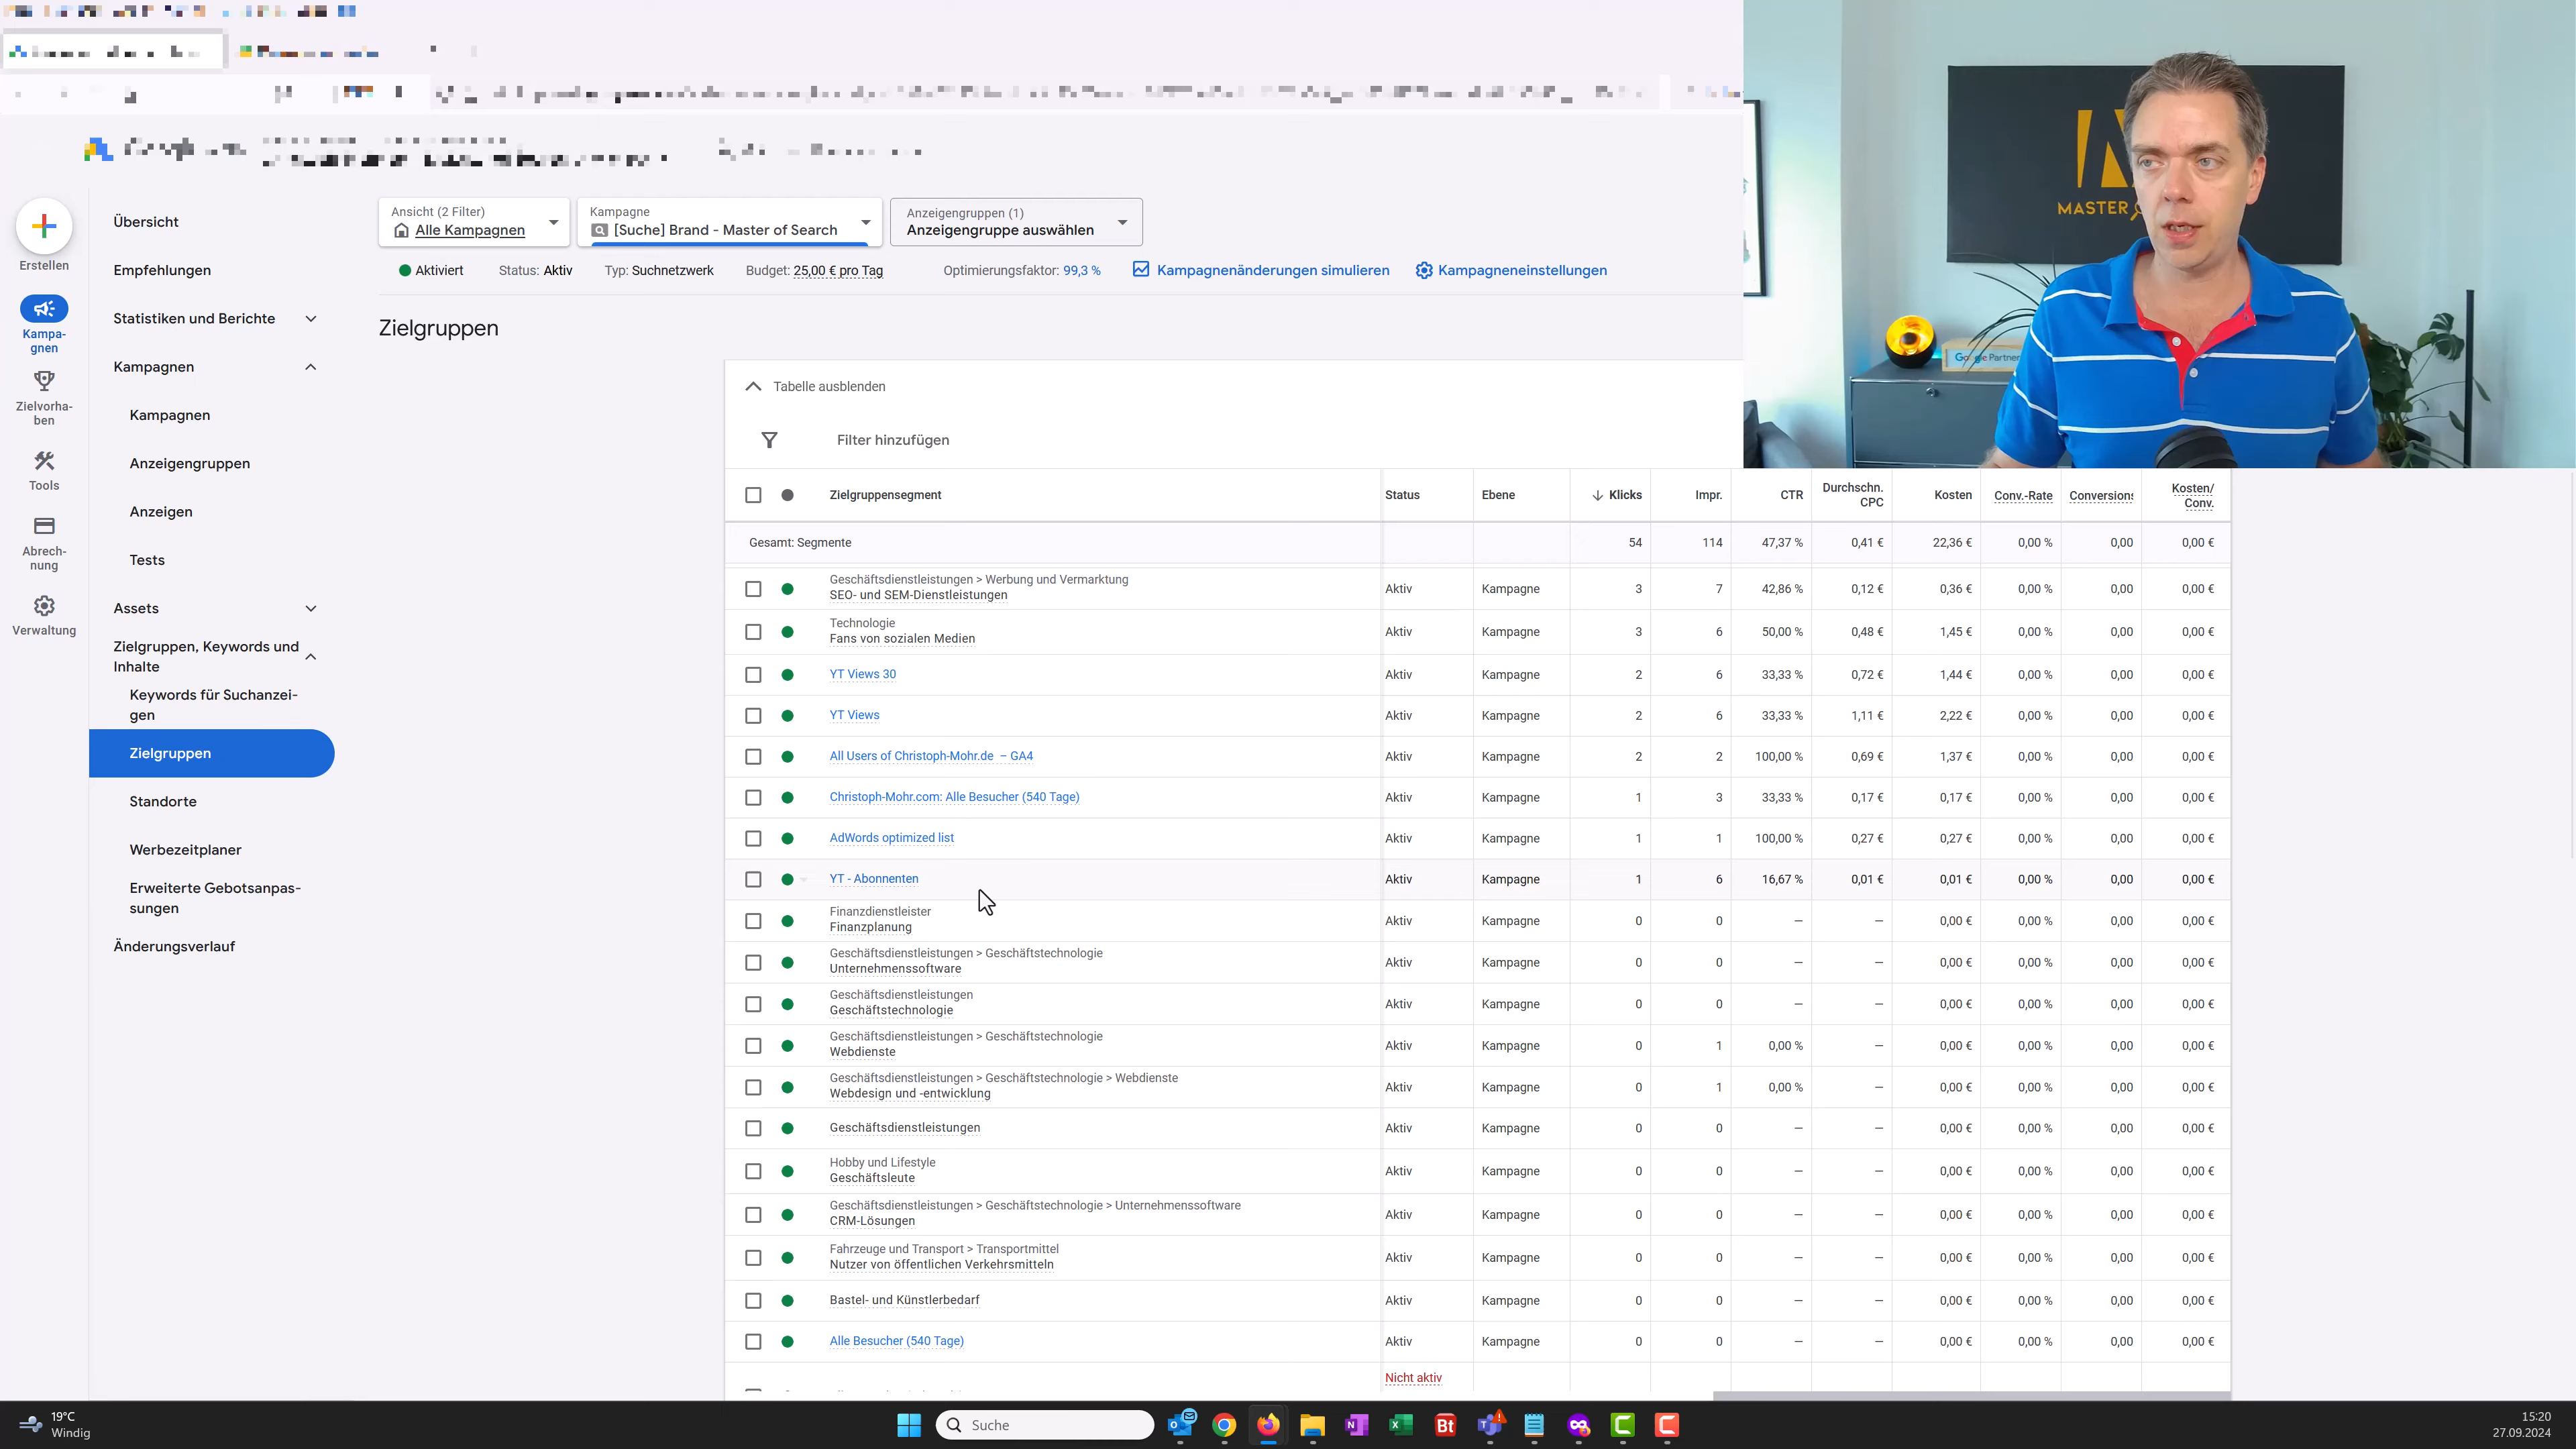 Übersicht
Empfehlungen
Statistiken und Berichte
Kampagnen
Kampagnen
Anzeigengruppen
Anzeigen
Tests
Assets
Zielgruppen, Keywords und
Inhalte
Keywords für Suchanzei-
gen
Zielgruppen
Standorte
Werbezeitplaner
Erweiterte Gebotsanpas-
sungen
Änderungsverlauf
Erstellen
Kampa-
gnen
Zielvorha-
ben
Tools
Abrech-
nung
Verwaltung
Ansicht (2 Filter)
Alle Kampagnen
Kampagne
[Suche] Brand - Master of Search
Anzeigengruppen (1)
Anzeigengruppe auswählen
Aktiviert Status: Aktiv Typ: Suchnetzwerk Budget: 25,00 € pro Tag Optimierungsfaktor: 99,3 % Kampagnenänderungen simulieren Kampagneneinstellungen
Zielgruppen
Tabelle ausblenden
Filter hinzufügen
Zielgruppensegment Status Ebene Klicks Impr. CTR Durchschn. CPC Kosten Conv.-Rate Conversions Kosten/ Conv.
Gesamt: Segmente 54 114 47,37 % 0,41 € 22,36 € 0,00 % 0,00 0,00 €
Geschäftsdienstleistungen > Werbung und Vermarktung
SEO- und SEM-Dienstleistungen Aktiv Kampagne 3 7 42,86 % 0,12 € 0,36 € 0,00 % 0,00 0,00 €
Technologie
Fans von sozialen Medien Aktiv Kampagne 3 6 50,00 % 0,48 € 1,45 € 0,00 % 0,00 0,00 €
YT Views 30 Aktiv Kampagne 2 6 33,33 % 0,72 € 1,44 € 0,00 % 0,00 0,00 €
YT Views Aktiv Kampagne 2 6 33,33 % 1,11 € 2,22 € 0,00 % 0,00 0,00 €
All Users of Christoph-Mohr.de – GA4 Aktiv Kampagne 2 2 100,00 % 0,69 € 1,37 € 0,00 % 0,00 0,00 €
Christoph-Mohr.com: Alle Besucher (540 Tage) Aktiv Kampagne 1 3 33,33 % 0,17 € 0,17 € 0,00 % 0,00 0,00 €
AdWords optimized list Aktiv Kampagne 1 1 100,00 % 0,27 € 0,27 € 0,00 % 0,00 0,00 €
YT - Abonnenten Aktiv Kampagne 1 6 16,67 % 0,01 € 0,01 € 0,00 % 0,00 0,00 €
Finanzdienstleister
Finanzplanung Aktiv Kampagne 0 0 — — 0,00 € 0,00 % 0,00 0,00 €
Geschäftsdienstleistungen > Geschäftstechnologie
Unternehmenssoftware Aktiv Kampagne 0 0 — — 0,00 € 0,00 % 0,00 0,00 €
Geschäftsdienstleistungen
Geschäftstechnologie Aktiv Kampagne 0 0 — — 0,00 € 0,00 % 0,00 0,00 €
Geschäftsdienstleistungen > Geschäftstechnologie
Webdienste Aktiv Kampagne 0 1 0,00 % — 0,00 € 0,00 % 0,00 0,00 €
Geschäftsdienstleistungen > Geschäftstechnologie > Webdienste
Webdesign und -entwicklung Aktiv Kampagne 0 1 0,00 % — 0,00 € 0,00 % 0,00 0,00 €
Geschäftsdienstleistungen Aktiv Kampagne 0 0 — — 0,00 € 0,00 % 0,00 0,00 €
Hobby und Lifestyle
Geschäftsleute Aktiv Kampagne 0 0 — — 0,00 € 0,00 % 0,00 0,00 €
Geschäftsdienstleistungen > Geschäftstechnologie > Unternehmenssoftware
CRM-Lösungen Aktiv Kampagne 0 0 — — 0,00 € 0,00 % 0,00 0,00 €
Fahrzeuge und Transport > Transportmittel
Nutzer von öffentlichen Verkehrsmitteln Aktiv Kampagne 0 0 — — 0,00 € 0,00 % 0,00 0,00 €
Bastel- und Künstlerbedarf Aktiv Kampagne 0 0 — — 0,00 € 0,00 % 0,00 0,00 €
Alle Besucher (540 Tage) Aktiv Kampagne 0 0 — — 0,00 € 0,00 % 0,00 0,00 €
Nicht aktiv
MASTER
Google Partner
19°C
Windig
Suche
Bt
15:20
27.09.2024